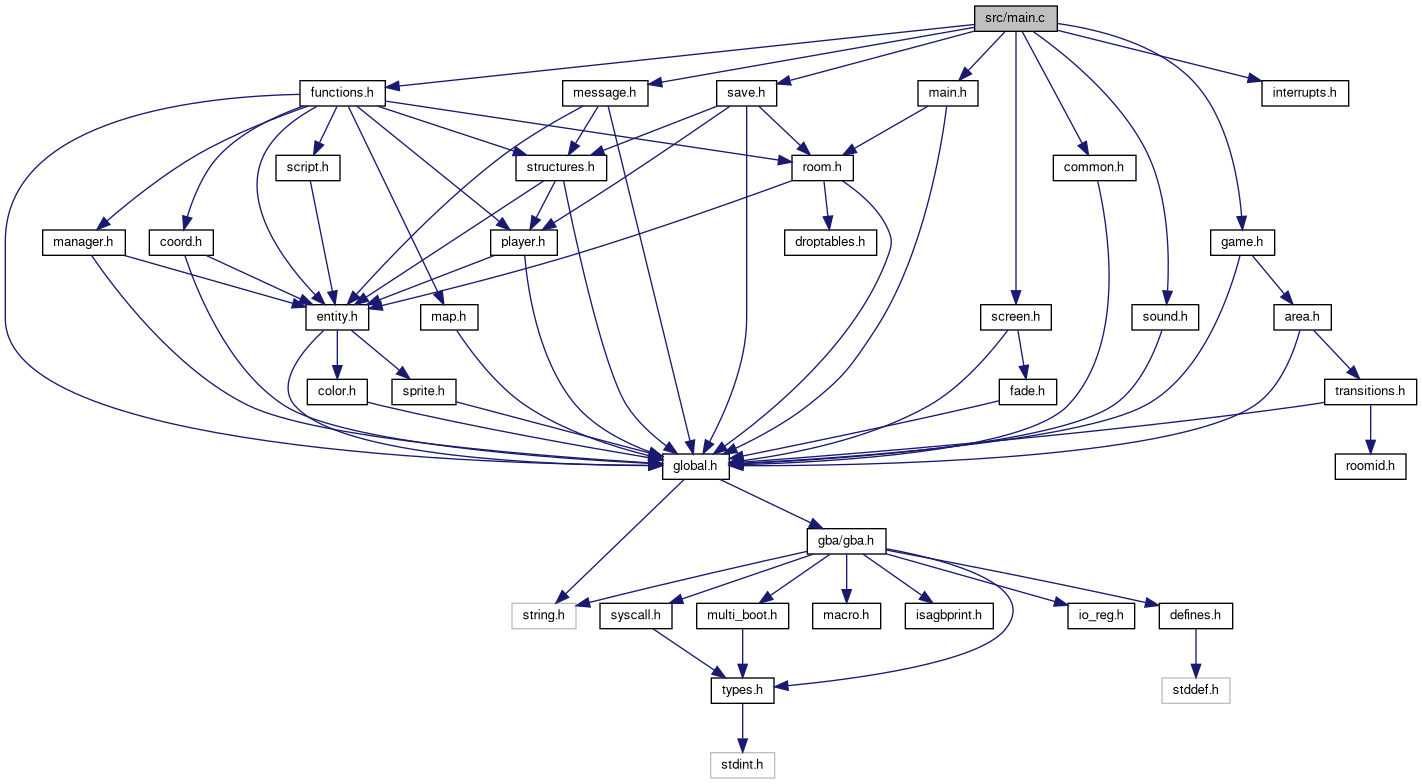 src/main.c
functions.h
message.h
save.h
main.h
interrupts.h
script.h
structures.h
room.h
common.h
manager.h
coord.h
player.h
droptables.h
game.h
entity.h
map.h
screen.h
sound.h
area.h
color.h
sprite.h
fade.h
transitions.h
global.h
roomid.h
gba/gba.h
string.h
syscall.h
multi_boot.h
macro.h
isagbprint.h
io_reg.h
defines.h
types.h
stddef.h
stdint.h